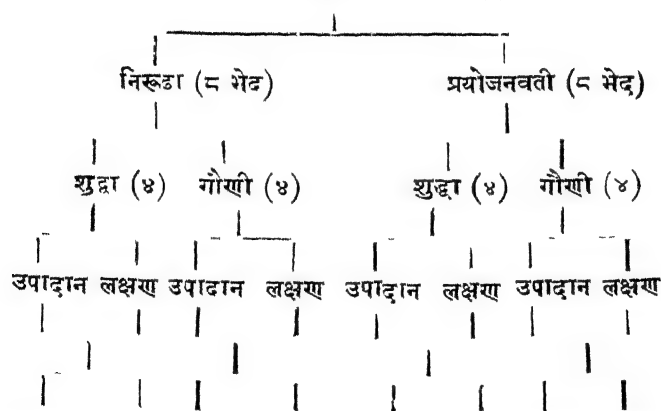 निरूढा (८ भेद) प्रयोजनवती (८ भेद)
शुद्धा (४) गौणी (४) शुद्धा (४) गौणी (४)
उपादान लक्षण उपादान लक्षण उपादान लक्षण उपादान लक्षण